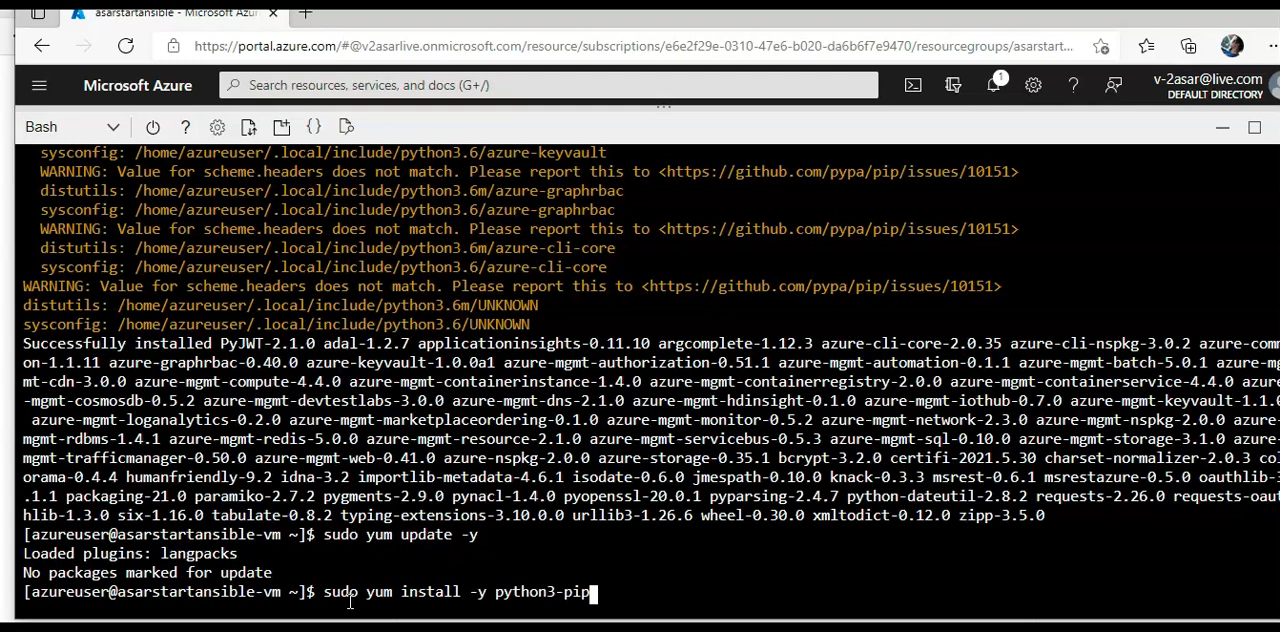 asarstartansible - Microsoft Azu
https://portal.azure.com/#@v2asarlive.onmicrosoft.com/resource/subscriptions/e6e2f29e-0310-47e6-b020-da6b6f7e9470/resourcegroups/asarstart...
Microsoft Azure
Search resources, services, and docs (G+/)
1
v-2asar@live.com
DEFAULT DIRECTORY
Bash
sysconfig: /home/azureuser/.local/include/python3.6/azure-keyvault
WARNING: Value for scheme.headers does not match. Please report this to <https://github.com/pypa/pip/issues/10151>
distutils: /home/azureuser/.local/include/python3.6m/azure-graphrbac
sysconfig: /home/azureuser/.local/include/python3.6/azure-graphrbac
WARNING: Value for scheme.headers does not match. Please report this to <https://github.com/pypa/pip/issues/10151>
distutils: /home/azureuser/.local/include/python3.6m/azure-cli-core
sysconfig: /home/azureuser/.local/include/python3.6/azure-cli-core
WARNING: Value for scheme.headers does not match. Please report this to <https://github.com/pypa/pip/issues/10151>
distutils: /home/azureuser/.local/include/python3.6m/UNKNOWN
sysconfig: /home/azureuser/.local/include/python3.6/UNKNOWN
Successfully installed PyJWT-2.1.0 adal-1.2.7 applicationinsights-0.11.10 argcomplete-1.12.3 azure-cli-core-2.0.35 azure-cli-nspkg-3.0.2 azure-com
on-1.1.11 azure-graphrbac-0.40.0 azure-keyvault-1.0.0a1 azure-mgmt-authorization-0.51.1 azure-mgmt-automation-0.1.1 azure-mgmt-batch-5.0.1 azure-m
mt-cdn-3.0.0 azure-mgmt-compute-4.4.0 azure-mgmt-containerinstance-1.4.0 azure-mgmt-containerregistry-2.0.0 azure-mgmt-containerservice-4.4.0 azur
-mgmt-cosmosdb-0.5.2 azure-mgmt-devtestlabs-3.0.0 azure-mgmt-dns-2.1.0 azure-mgmt-hdinsight-0.1.0 azure-mgmt-iothub-0.7.0 azure-mgmt-keyvault-1.1.
azure-mgmt-loganalytics-0.2.0 azure-mgmt-marketplaceordering-0.1.0 azure-mgmt-monitor-0.5.2 azure-mgmt-network-2.3.0 azure-mgmt-nspkg-2.0.0 azure
mgmt-rdbms-1.4.1 azure-mgmt-redis-5.0.0 azure-mgmt-resource-2.1.0 azure-mgmt-servicebus-0.5.3 azure-mgmt-sql-0.10.0 azure-mgmt-storage-3.1.0 azure
mgmt-trafficmanager-0.50.0 azure-mgmt-web-0.41.0 azure-nspkg-2.0.0 azure-storage-0.35.1 bcrypt-3.2.0 certifi-2021.5.30 charset-normalizer-2.0.3 co
orama-0.4.4 humanfriendly-9.2 idna-3.2 importlib-metadata-4.6.1 isodate-0.6.0 jmespath-0.10.0 knack-0.3.3 msrest-0.6.1 msrestazure-0.5.0 oauthlib-
.1.1 packaging-21.0 paramiko-2.7.2 pygments-2.9.0 pynacl-1.4.0 pyopenssl-20.0.1 pyparsing-2.4.7 python-dateutil-2.8.2 requests-2.26.0 requests-oau
hlib-1.3.0 six-1.16.0 tabulate-0.8.2 typing-extensions-3.10.0.0 urllib3-1.26.6 wheel-0.30.0 xmltodict-0.12.0 zipp-3.5.0
[azureuser@asarstartansible-vm ~]$ sudo yum update -y
Loaded plugins: langpacks
No packages marked for update
[azureuser@asarstartansible-vm ~]$ sudo yum install -y python3-pip